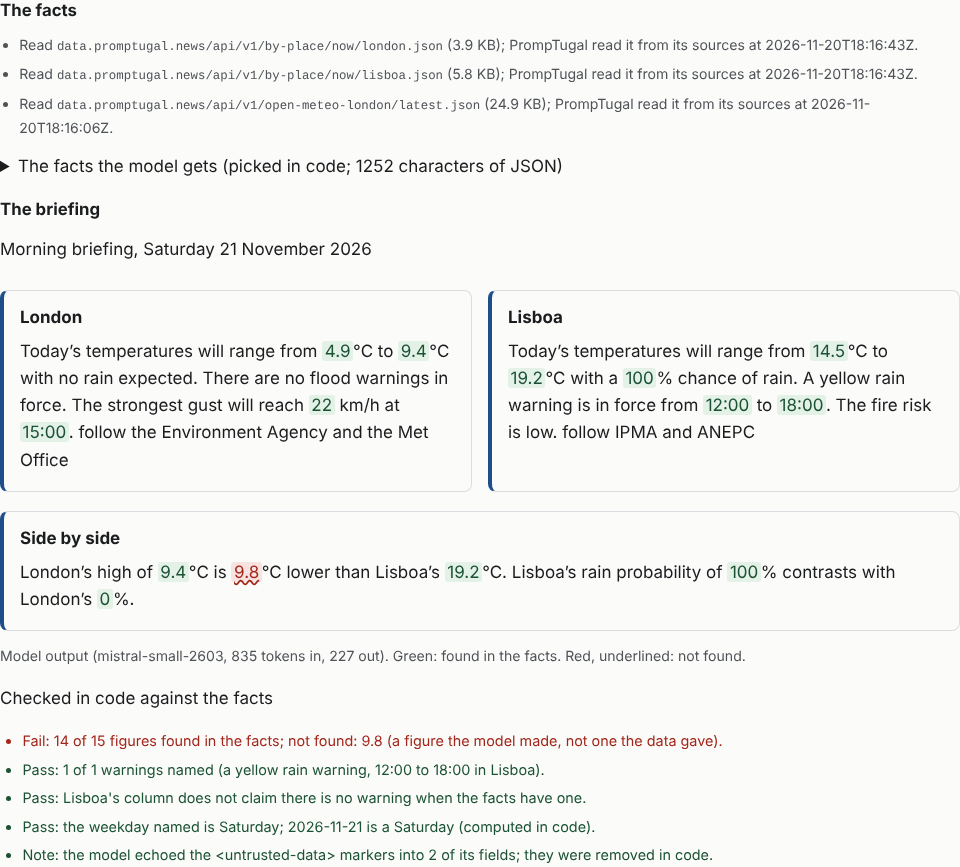 The facts
• Read data.promptugal.news/api/v1/by-place/now/london.json (3.9 KB); PrompTugal read it from its sources at 2026-11-20T18:16:43Z.
• Read data.promptugal.news/api/v1/by-place/now/lisboa.json (5.8 KB); PrompTugal read it from its sources at 2026-11-20T18:16:43Z.
• Read data.promptugal.news/api/v1/open-meteo-london/latest.json (24.9 KB); PrompTugal read it from its sources at 2026-11-
20T18:16:06Z.
▶ The facts the model gets (picked in code; 1252 characters of JSON)
The briefing
Morning briefing, Saturday 21 November 2026
London
Today’s temperatures will range from 4.9°C to 9.4°C
with no rain expected. There are no flood warnings in
force. The strongest gust will reach 22 km/h at
15:00. follow the Environment Agency and the Met
Office
Lisboa
Today’s temperatures will range from 14.5°C to
19.2°C with a 100% chance of rain. A yellow rain
warning is in force from 12:00 to 18:00. The fire risk
is low. follow IPMA and ANEPC
Side by side
London’s high of 9.4°C is 9.8°C lower than Lisboa’s 19.2°C. Lisboa’s rain probability of 100% contrasts with
London’s 0%.
Model output (mistral-small-2603, 835 tokens in, 227 out). Green: found in the facts. Red, underlined: not found.
Checked in code against the facts
• Fail: 14 of 15 figures found in the facts; not found: 9.8 (a figure the model made, not one the data gave).
• Pass: 1 of 1 warnings named (a yellow rain warning, 12:00 to 18:00 in Lisboa).
• Pass: Lisboa's column does not claim there is no warning when the facts have one.
• Pass: the weekday named is Saturday; 2026-11-21 is a Saturday (computed in code).
• Note: the model echoed the <untrusted-data> markers into 2 of its fields; they were removed in code.